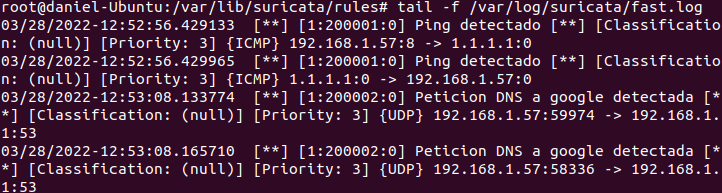 root@daniel-Ubuntu:/var/lib/suricata/rules# tail -f /var/log/suricata/fast.log
03/28/2022-12:52:56.429133  [**] [1:200001:0] Ping detectado [**] [Classificatio
n: (null)] [Priority: 3] {ICMP} 192.168.1.57:8 -> 1.1.1.1:0
03/28/2022-12:52:56.429965  [**] [1:200001:0] Ping detectado [**] [Classificatio
n: (null)] [Priority: 3] {ICMP} 1.1.1.1:0 -> 192.168.1.57:0
03/28/2022-12:53:08.133774  [**] [1:200002:0] Peticion DNS a google detectada [*
*] [Classification: (null)] [Priority: 3] {UDP} 192.168.1.57:59974 -> 192.168.1.
1:53
03/28/2022-12:53:08.165710  [**] [1:200002:0] Peticion DNS a google detectada [*
*] [Classification: (null)] [Priority: 3] {UDP} 192.168.1.57:58336 -> 192.168.1.
1:53